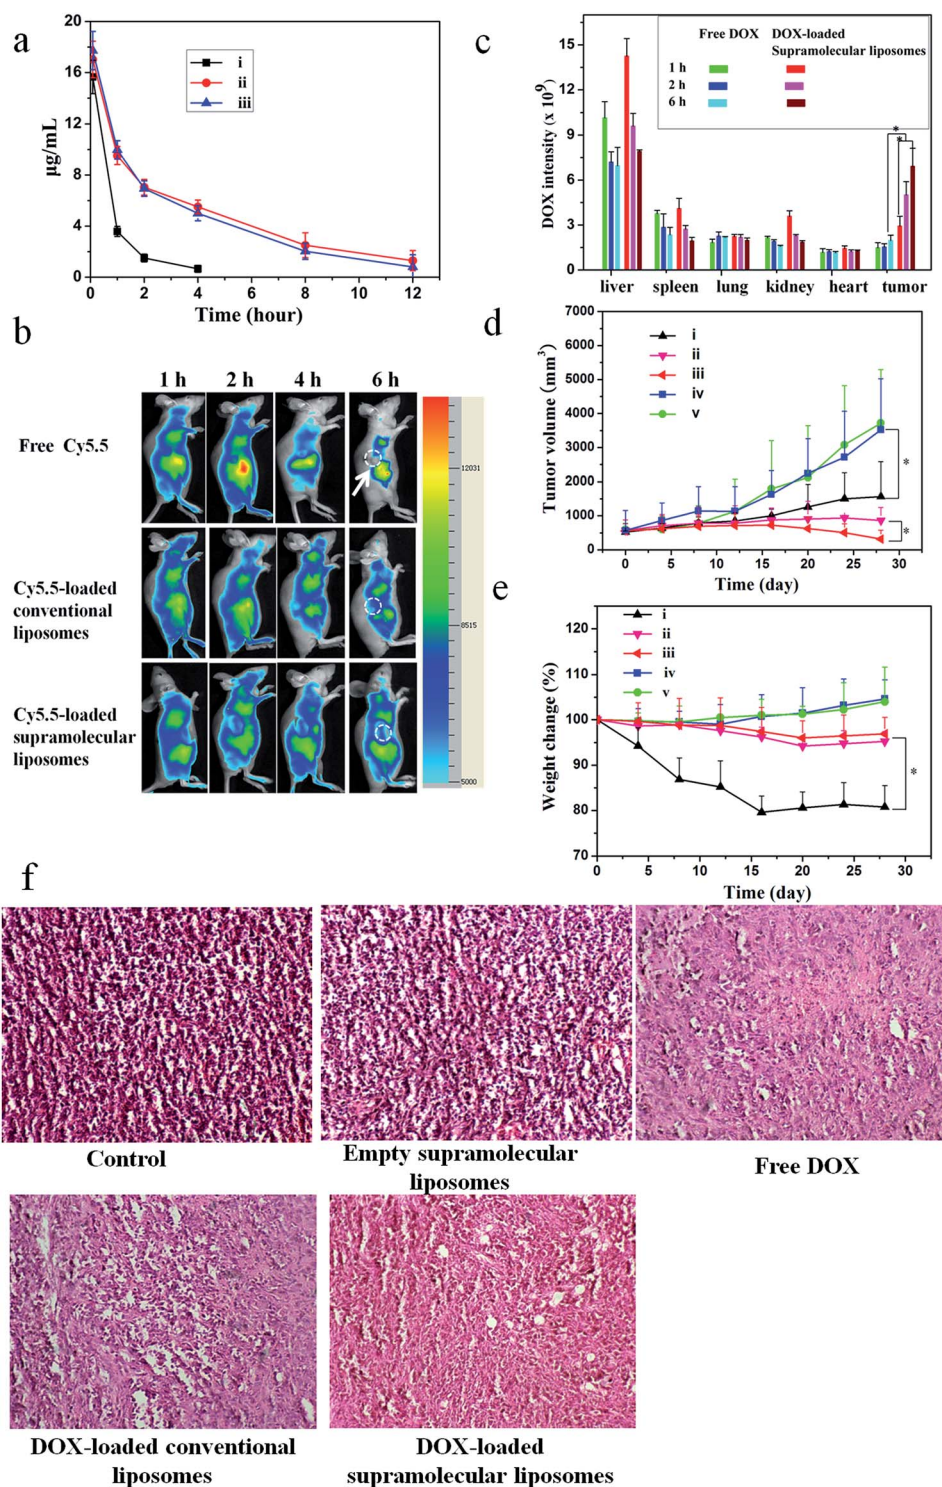 a
20
16
12
8
4
0
µg/mL
i
ii
iii
0 2 4 6 8 10 12
Time (hour)
c
15
12
9
6
3
0
DOX intensity (x 10⁹)
Free DOX
DOX-loaded
Supramolecular liposomes
1 h
2 h
6 h
*
*
liver spleen lung kidney heart tumor
b
1 h 2 h 4 h 6 h
Free Cy5.5
Cy5.5-loaded
conventional
liposomes
Cy5.5-loaded
supramolecular
liposomes
12031
8515
5000
d
7000
6000
5000
4000
3000
2000
1000
0
Tumor volume (mm³)
i
ii
iii
iv
v
*
*
0 5 10 15 20 25 30
Time (day)
e
120
110
100
90
80
70
Weight change (%)
i
ii
iii
iv
v
*
0 5 10 15 20 25 30
Time (day)
f
Control
Empty supramolecular
liposomes
Free DOX
DOX-loaded conventional
liposomes
DOX-loaded
supramolecular liposomes